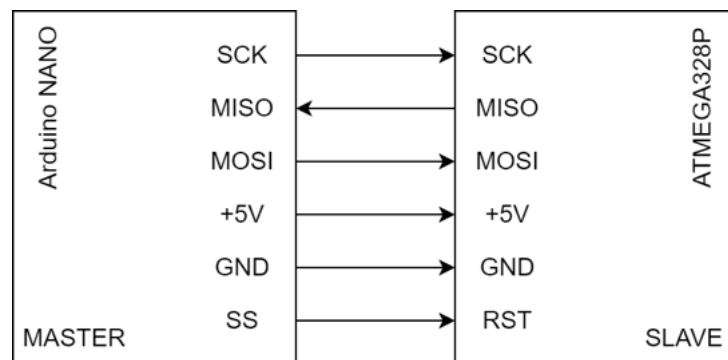 Arduino NANO
SCK
MISO
MOSI
+5V
GND
SS
MASTER
SCK
MISO
MOSI
+5V
GND
RST
ATMEGA328P
SLAVE